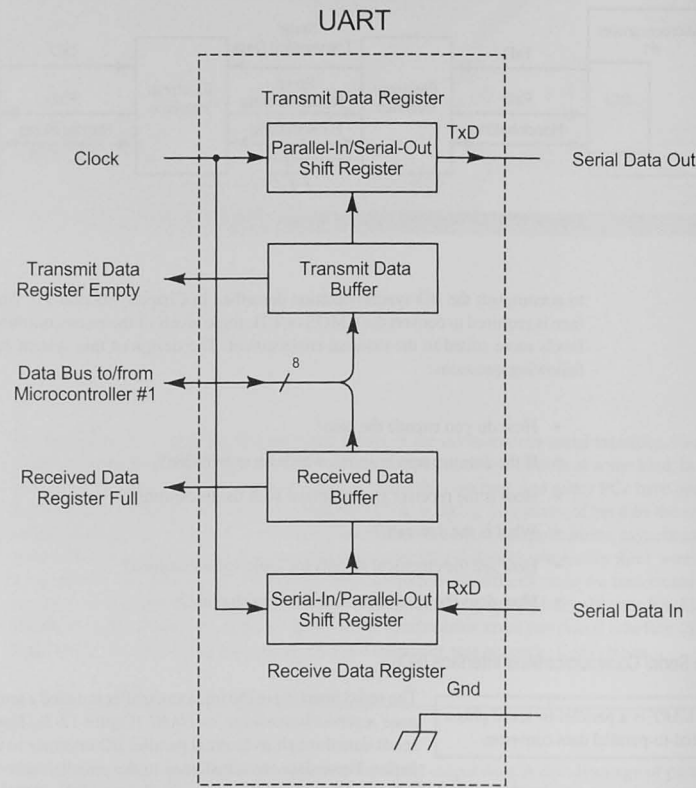 UART
Transmit Data Register
TxD
Clock
Parallel-In/Serial-Out
Shift Register
Serial Data Out
Transmit Data
Register Empty
Transmit Data
Buffer
8
Data Bus to/from
Microcontroller #1
Received Data
Register Full
Received Data
Buffer
RxD
Serial-In/Parallel-Out
Shift Register
Serial Data In
Receive Data Register
Gnd